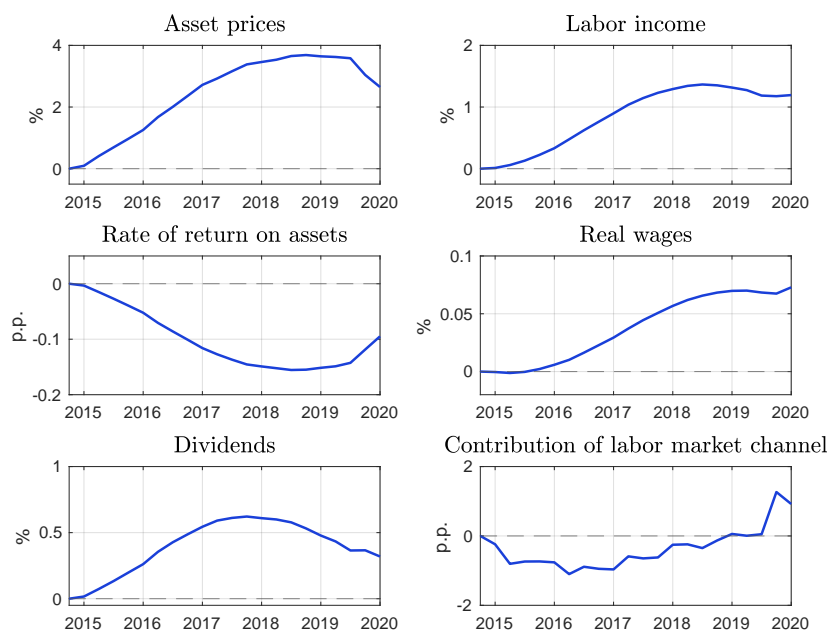 Asset prices
%
4
2
0
2015 2016 2017 2018 2019 2020
Labor income
%
2
1
0
2015 2016 2017 2018 2019 2020
Rate of return on assets
p.p.
0
-0.1
-0.2
2015 2016 2017 2018 2019 2020
Real wages
%
0.1
0.05
0
2015 2016 2017 2018 2019 2020
Dividends
%
1
0.5
0
2015 2016 2017 2018 2019 2020
Contribution of labor market channel
p.p.
2
0
-2
2015 2016 2017 2018 2019 2020